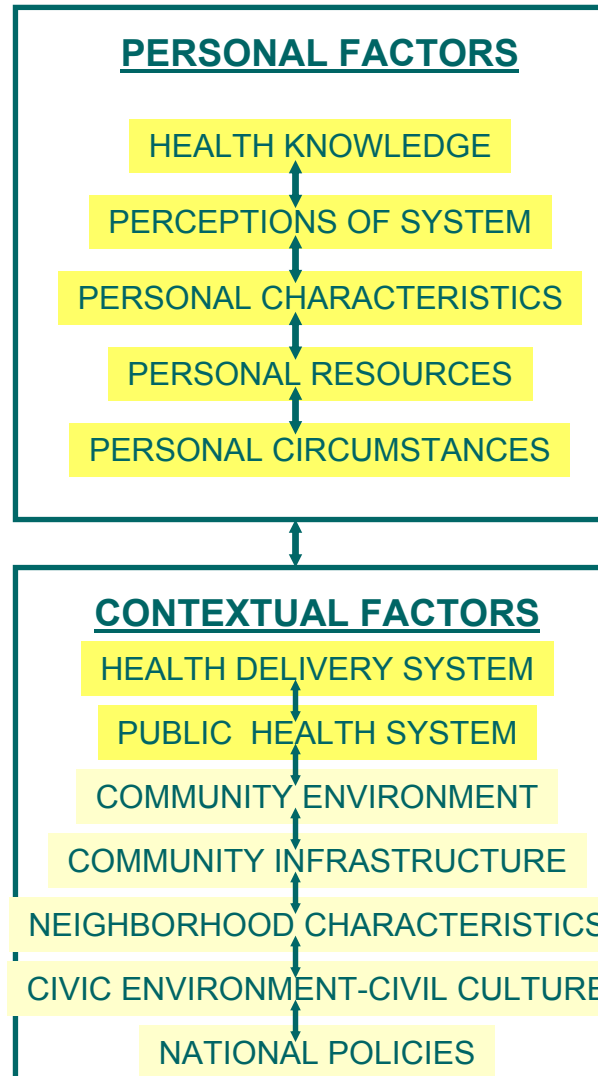 PERSONAL FACTORS
HEALTH KNOWLEDGE
PERCEPTIONS OF SYSTEM
PERSONAL CHARACTERISTICS
PERSONAL RESOURCES
PERSONAL CIRCUMSTANCES
CONTEXTUAL FACTORS
HEALTH DELIVERY SYSTEM
PUBLIC HEALTH SYSTEM
COMMUNITY ENVIRONMENT
COMMUNITY INFRASTRUCTURE
NEIGHBORHOOD CHARACTERISTICS
CIVIC ENVIRONMENT-CIVIL CULTURE
NATIONAL POLICIES